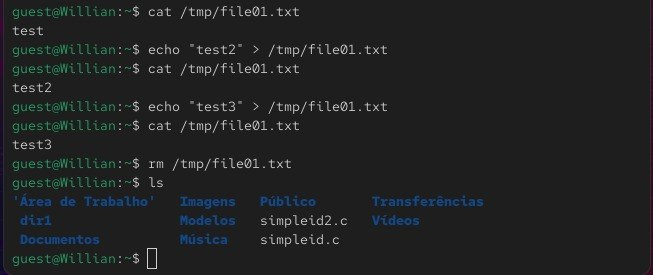 guest@Willian:~$ cat /tmp/file01.txt
test
guest@Willian:~$ echo "test2" > /tmp/file01.txt
guest@Willian:~$ cat /tmp/file01.txt
test2
guest@Willian:~$ echo "test3" > /tmp/file01.txt
guest@Willian:~$ cat /tmp/file01.txt
test3
guest@Willian:~$ rm /tmp/file01.txt
guest@Willian:~$ ls
'Área de Trabalho'   Imagens   Público       Transferências
 dir1                Modelos   simpleid2.c   Vídeos
 Documentos          Música    simpleid.c
guest@Willian:~$